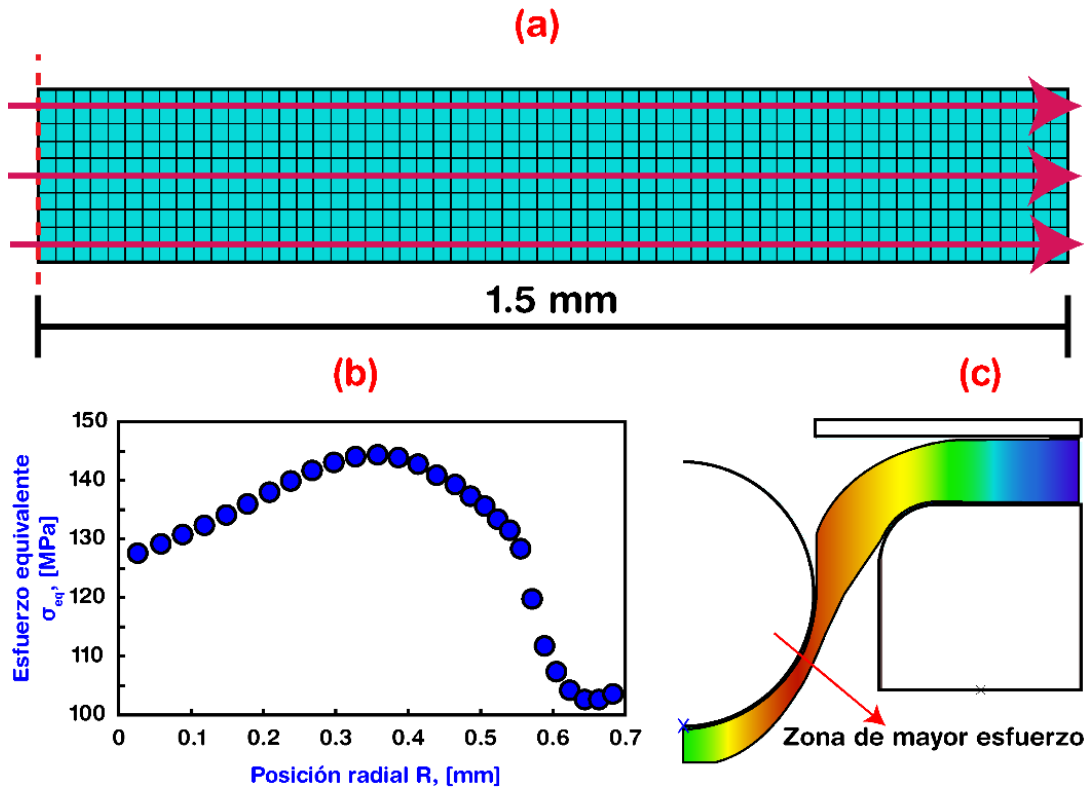 (a)
1.5 mm
(b)
(c)
150
140
130
120
110
100
Esfuerzo equivalente
σeq, [MPa]
0
0.1
0.2
0.3
0.4
0.5
0.6
0.7
Posición radial R, [mm]
Zona de mayor esfuerzo